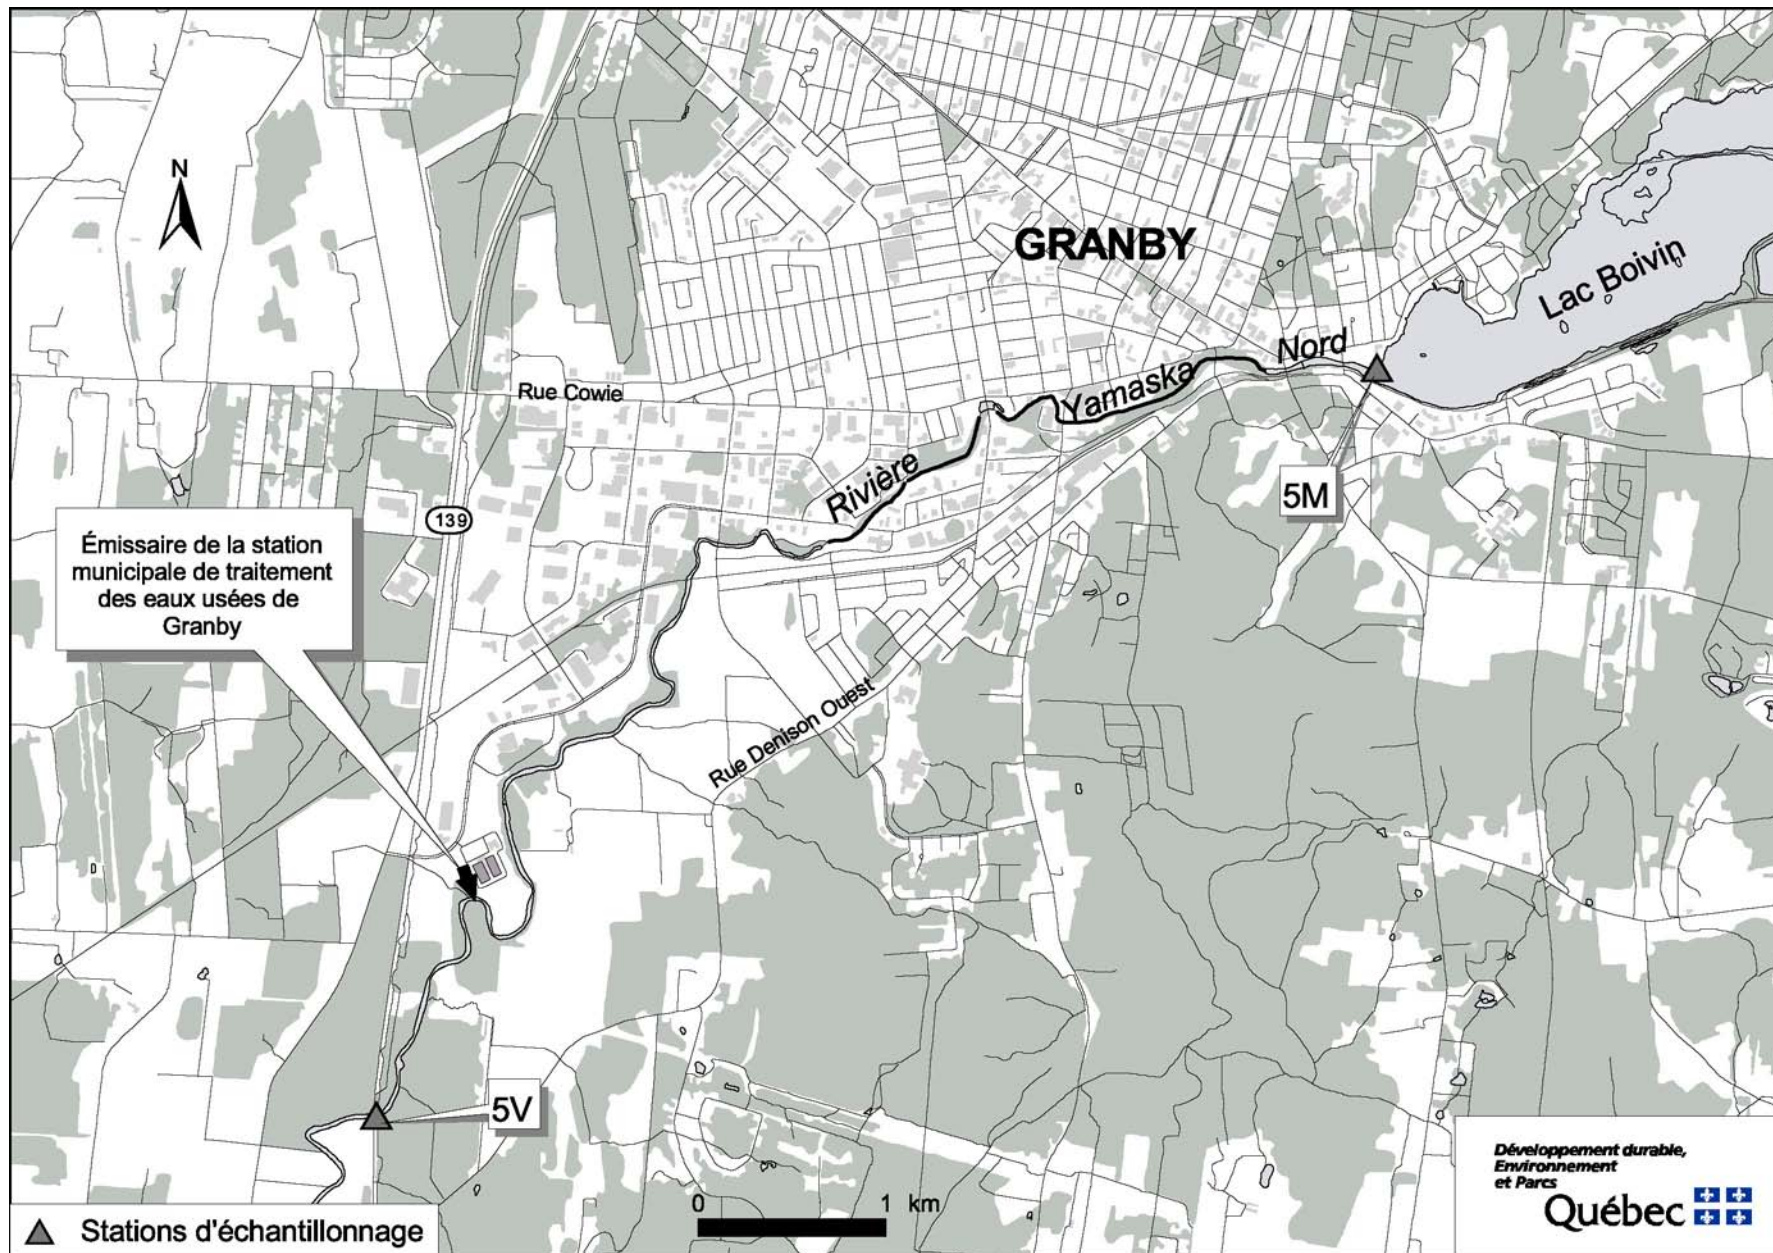 N
GRANBY
Lac Boivin
Nord
Yamaska
Rivière
Rue Cowie
5M
139
Émissaire de la station
municipale de traitement
des eaux usées de
Granby
Rue Denison Ouest
5V
0 1 km
Stations d'échantillonnage
Développement durable,
Environnement
et Parcs
Québec